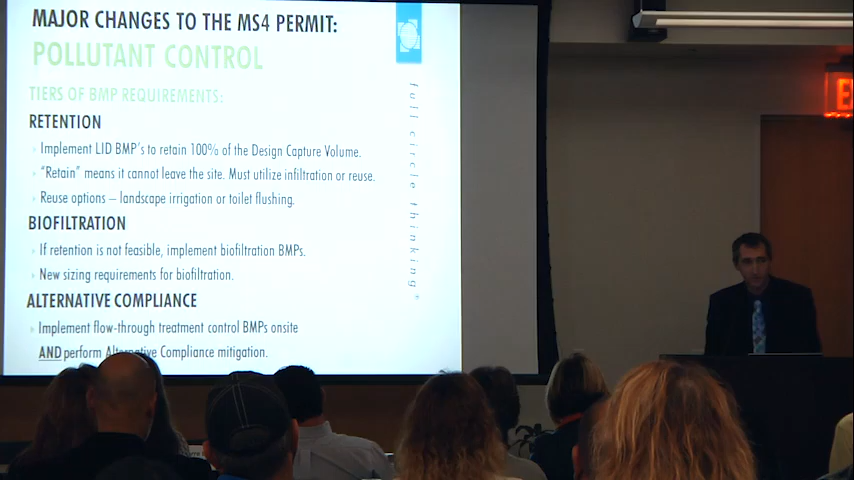 MAJOR CHANGES TO THE MS4 PERMIT:
POLLUTANT CONTROL
TIERS OF BMP REQUIREMENTS:
RETENTION
Implement LID BMP's to retain 100% of the Design Capture Volume.
"Retain" means it cannot leave the site. Must utilize infiltration or reuse.
Reuse options – landscape irrigation or toilet flushing.
BIOFILTRATION
If retention is not feasible, implement biofiltration BMPs.
New sizing requirements for biofiltration.
ALTERNATIVE COMPLIANCE
Implement flow-through treatment control BMPs onsite
AND perform Alternative Compliance mitigation.
full circle thinking®
E